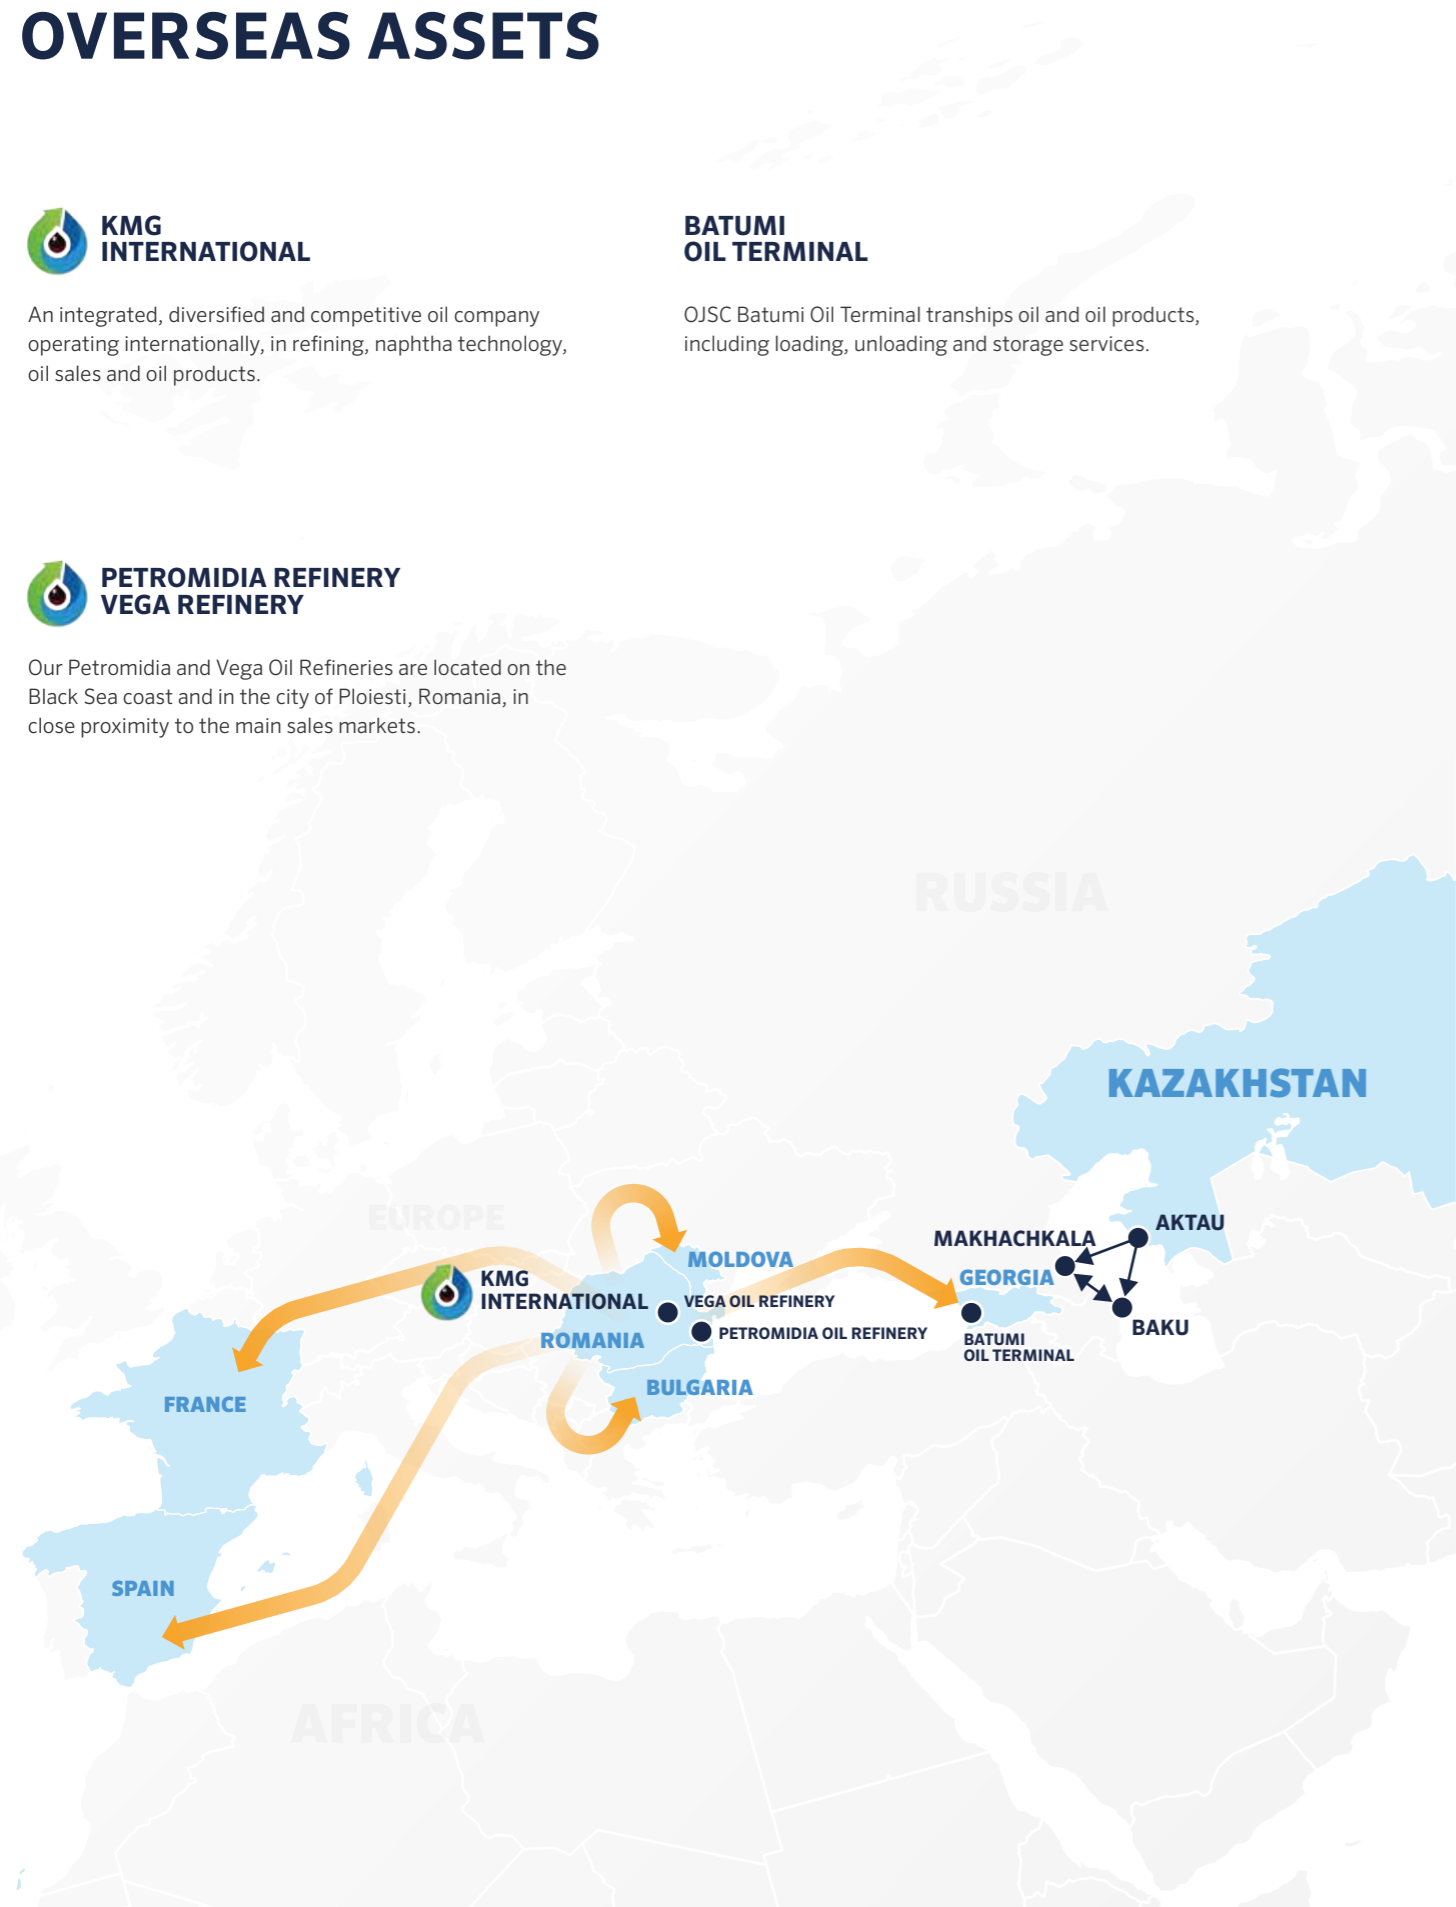 OVERSEAS ASSETS
KMG
INTERNATIONAL
An integrated, diversified and competitive oil company
operating internationally, in refining, naphtha technology,
oil sales and oil products.
BATUMI
OIL TERMINAL
OJSC Batumi Oil Terminal tranships oil and oil products,
including loading, unloading and storage services.
PETROMIDIA REFINERY
VEGA REFINERY
Our Petromidia and Vega Oil Refineries are located on the
Black Sea coast and in the city of Ploiesti, Romania, in
close proximity to the main sales markets.
RUSSIA
KAZAKHSTAN
EUROPE
AKTAU
MAKHACHKALA
MOLDOVA
GEORGIA
KMG
INTERNATIONAL
VEGA OIL REFINERY
BAKU
PETROMIDIA OIL REFINERY
ROMANIA
BATUMI
OIL TERMINAL
BULGARIA
FRANCE
SPAIN
AFRICA